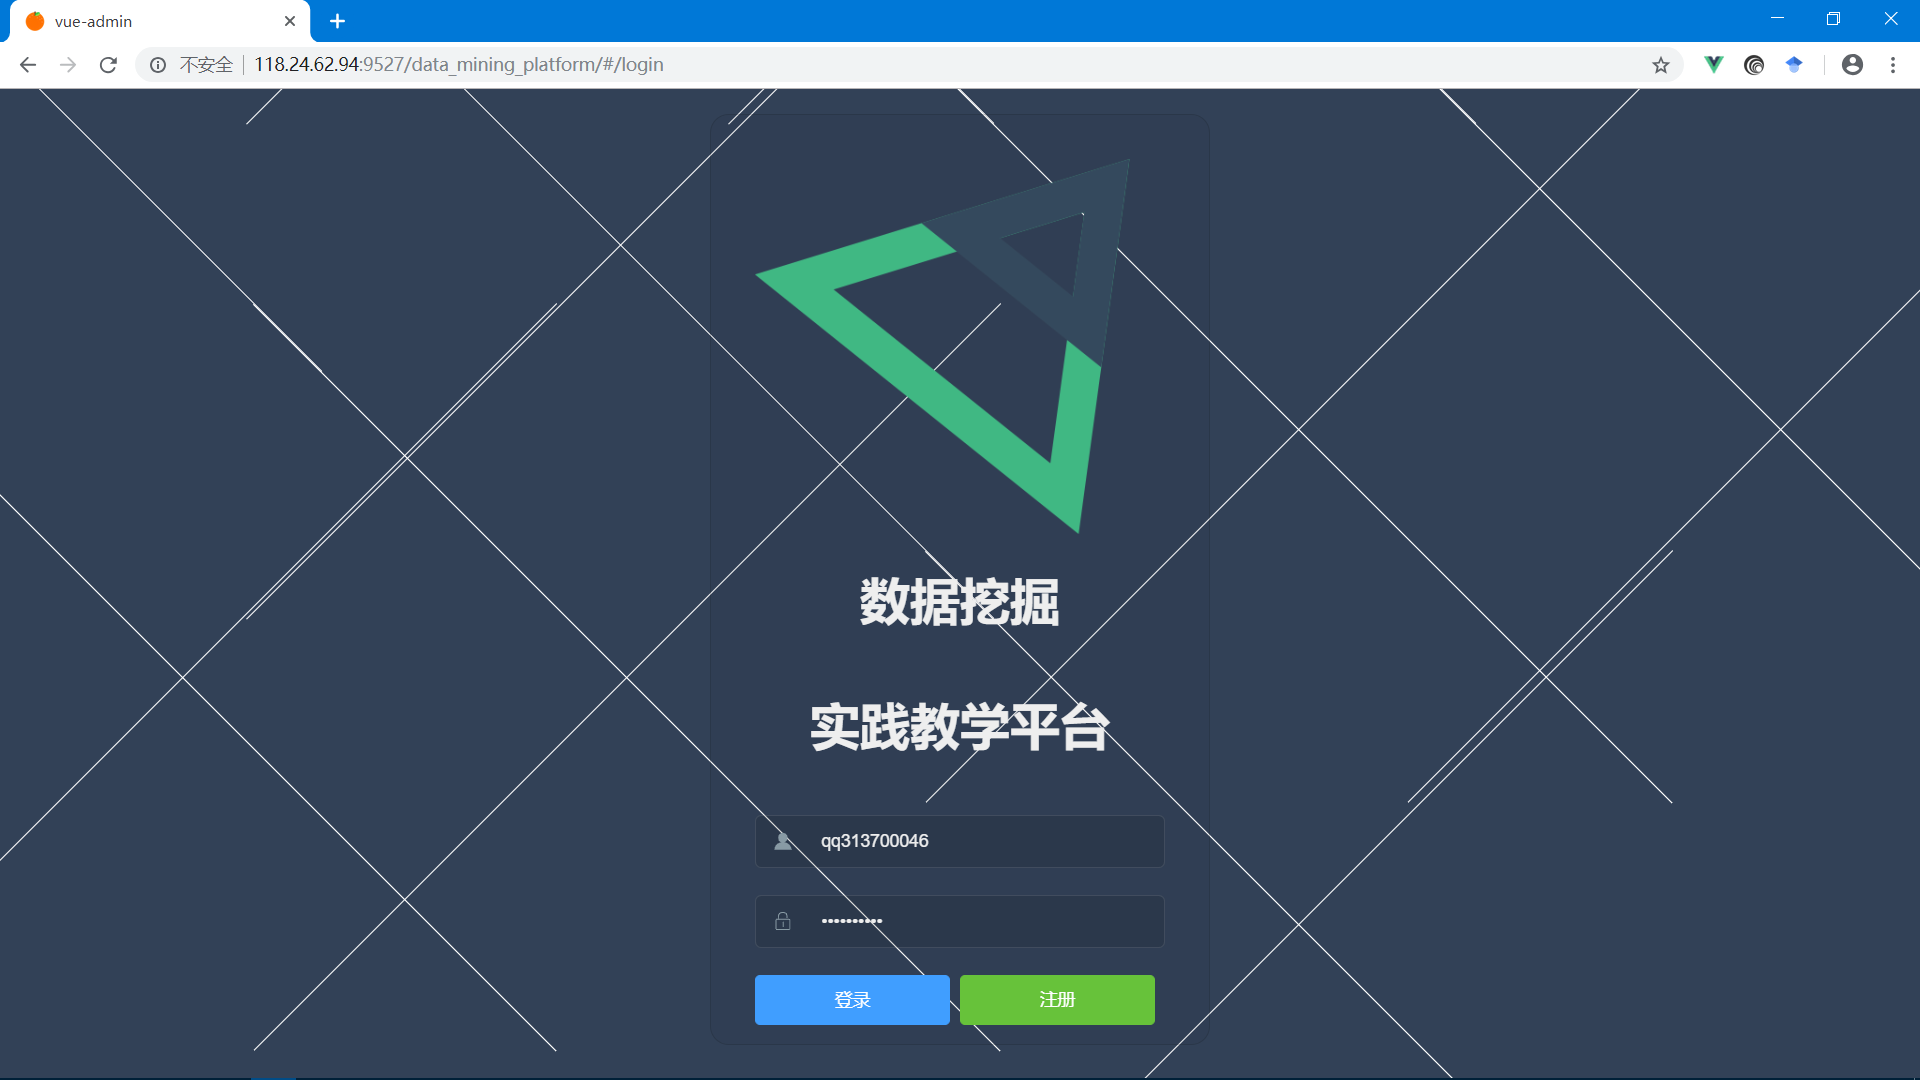 vue-admin
不安全 118.24.62.94:9527/data_mining_platform/#/login
数据挖掘
实践教学平台
qq313700046
••••••••••
登录 注册